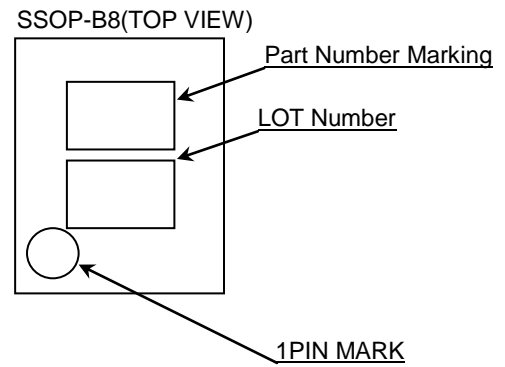 SSOP-B8(TOP VIEW)
Part Number Marking
LOT Number
1PIN MARK